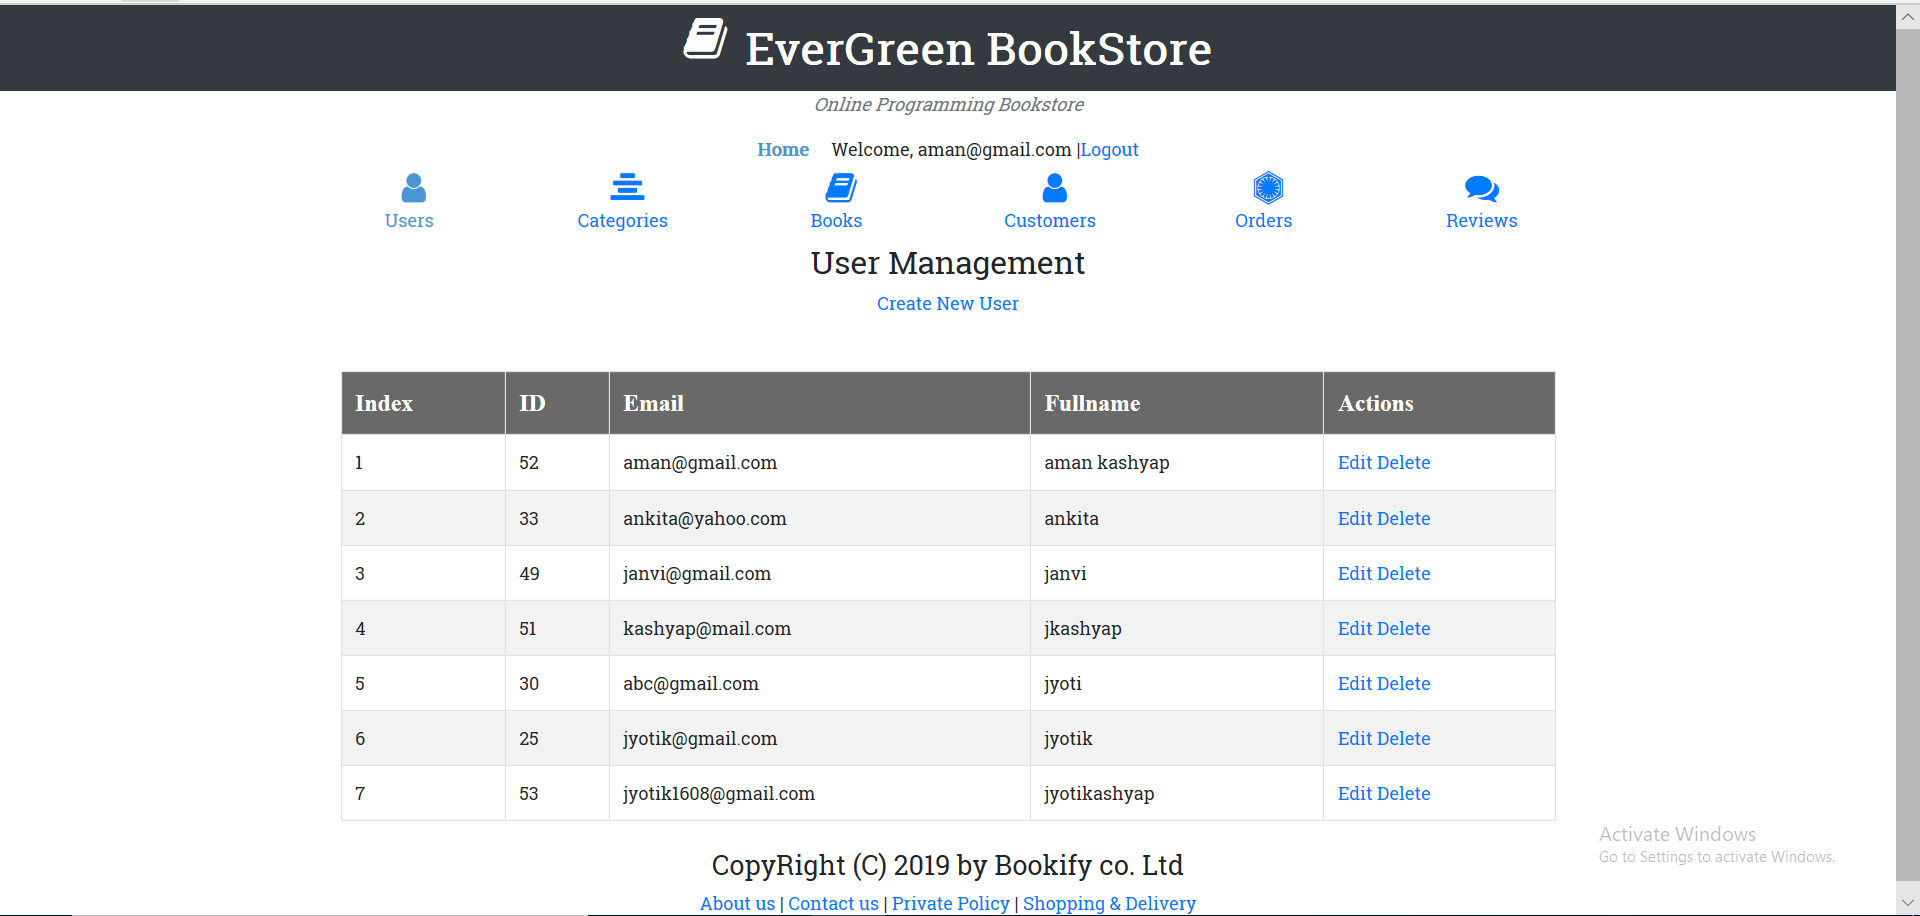 EverGreen BookStore
Online Programming Bookstore
Home Welcome, aman@gmail.com |Logout
Users Categories Books Customers Orders Reviews
User Management
Create New User
Index ID Email Fullname Actions
1 52 aman@gmail.com aman kashyap Edit Delete
2 33 ankita@yahoo.com ankita Edit Delete
3 49 janvi@gmail.com janvi Edit Delete
4 51 kashyap@mail.com jkashyap Edit Delete
5 30 abc@gmail.com jyoti Edit Delete
6 25 jyotik@gmail.com jyotik Edit Delete
7 53 jyotik1608@gmail.com jyotikashyap Edit Delete
Activate Windows
Go to Settings to activate Windows.
CopyRight (C) 2019 by Bookify co. Ltd
About us | Contact us | Private Policy | Shopping & Delivery